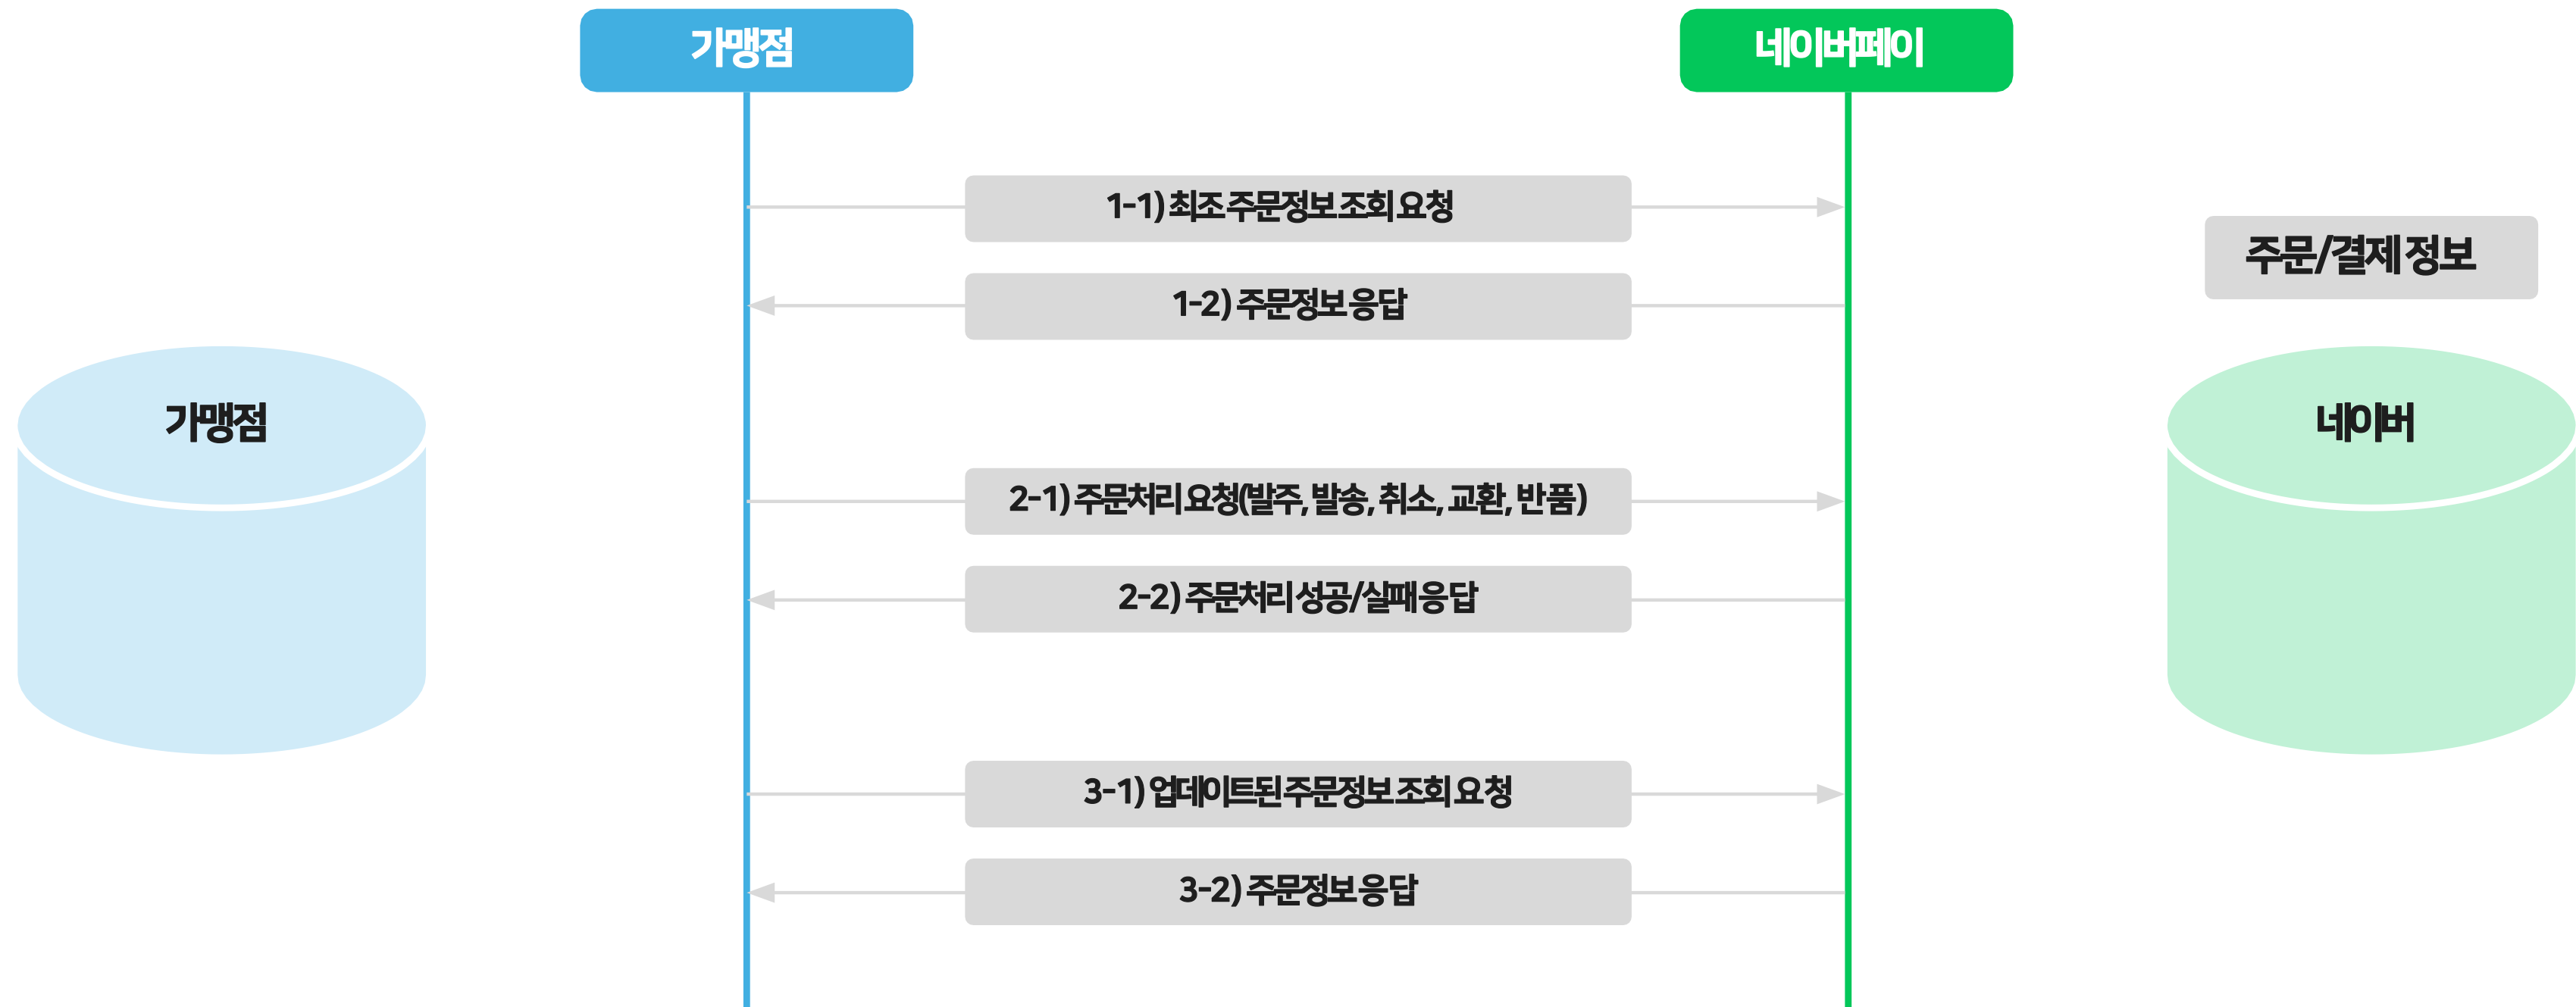 가맹점
네이버페이
1-1) 최조 주문정보 조회 요청
주문/결제 정보
1-2) 주문정보 응답
가맹점
네이버
2-1) 주문처리 요청(발주, 발송, 취소, 교환, 반품)
2-2) 주문처리 성공/실패 응답
3-1) 업데이트된 주문정보 조회 요청
3-2) 주문정보 응답